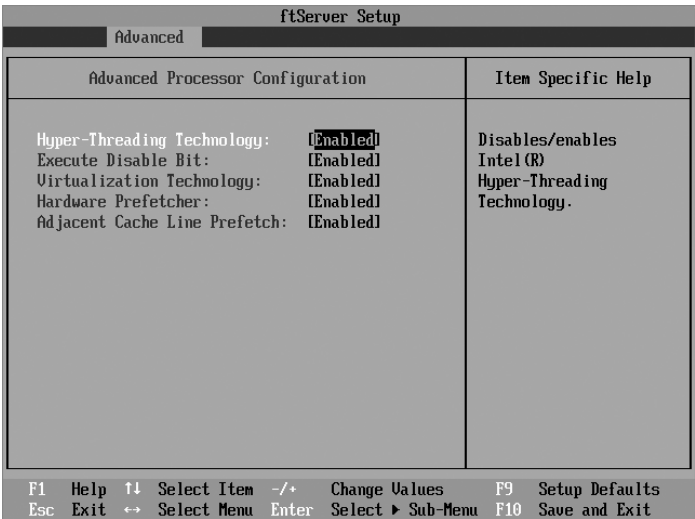 ftServer Setup
Advanced
Advanced Processor Configuration
Item Specific Help
Hyper-Threading Technology: [Enabled]
Execute Disable Bit: [Enabled]
Virtualization Technology: [Enabled]
Hardware Prefetcher: [Enabled]
Adjacent Cache Line Prefetch: [Enabled]
Disables/enables
Intel(R)
Hyper-Threading
Technology.
F1 Help ↑↓ Select Item -/+ Change Values F9 Setup Defaults
Esc Exit ↔ Select Menu Enter Select ▶ Sub-Menu F10 Save and Exit